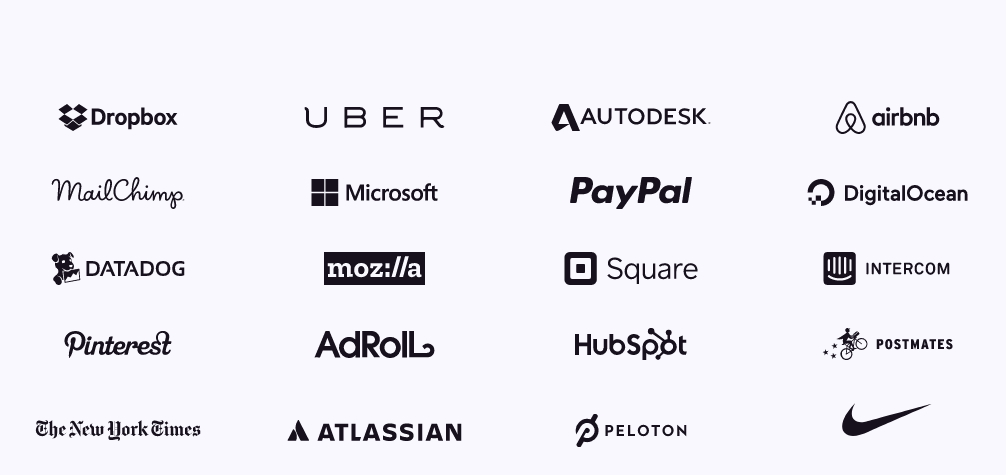 Dropbox
UBER
AUTODESK.
airbnb
MailChimp
Microsoft
PayPal
DigitalOcean
DATADOG
moz://a
Square
INTERCOM
Pinterest
AdRoll
HubSpot
POSTMATES
The New York Times
ATLASSIAN
PELOTON